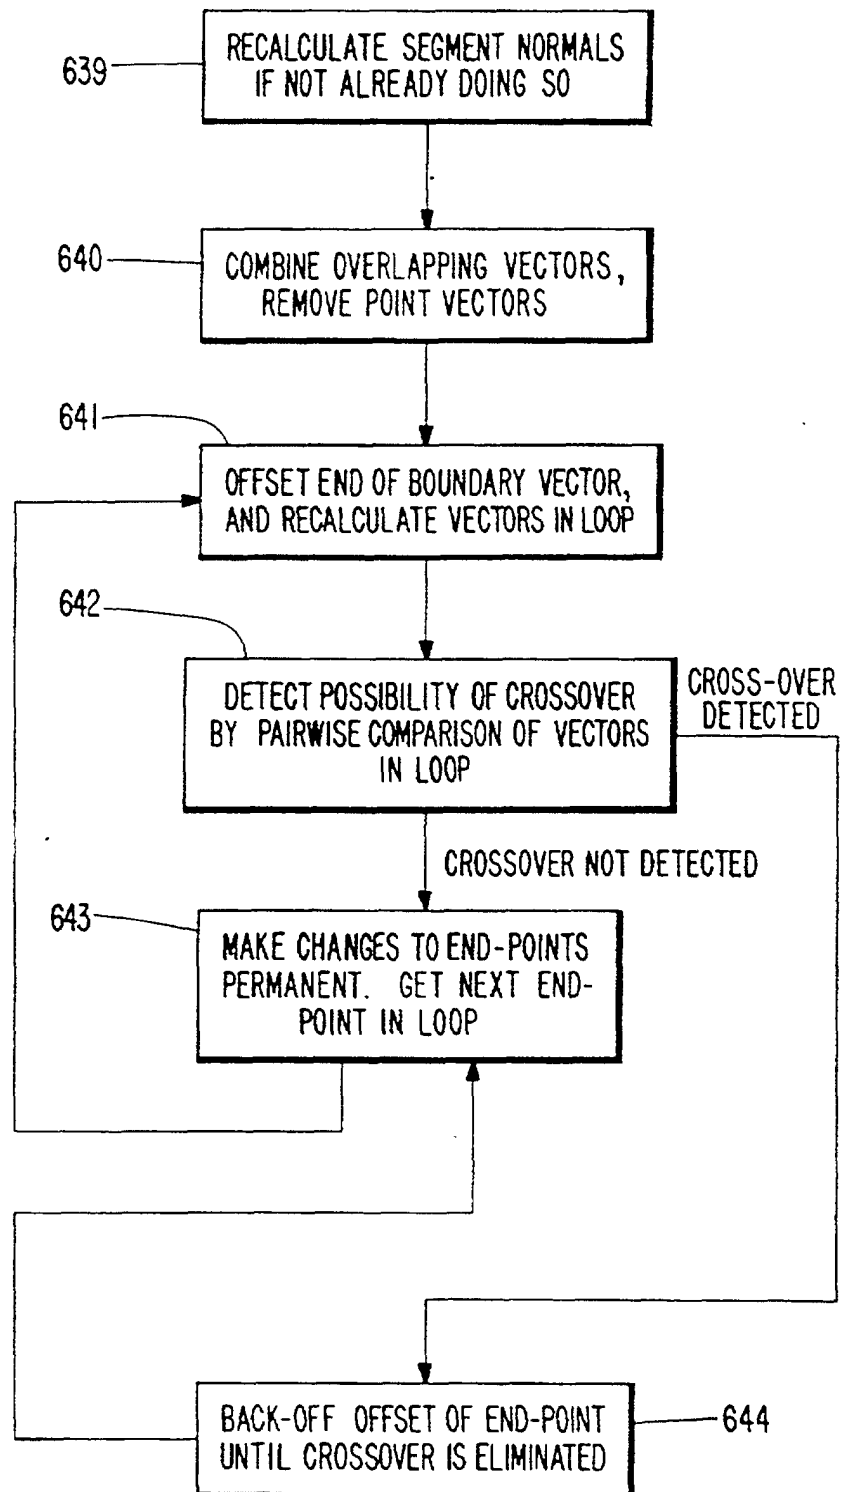 639
RECALCULATE SEGMENT NORMALS
IF NOT ALREADY DOING SO
640
COMBINE OVERLAPPING VECTORS,
REMOVE POINT VECTORS
641
OFFSET END OF BOUNDARY VECTOR,
AND RECALCULATE VECTORS IN LOOP
642
DETECT POSSIBILITY OF CROSSOVER
BY PAIRWISE COMPARISON OF VECTORS
IN LOOP
CROSS-OVER
DETECTED
CROSSOVER NOT DETECTED
643
MAKE CHANGES TO END-POINTS
PERMANENT. GET NEXT END-
POINT IN LOOP
BACK-OFF OFFSET OF END-POINT
UNTIL CROSSOVER IS ELIMINATED
644